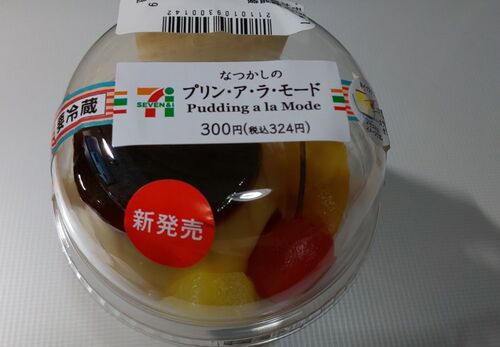 2110109300142
なつかしの
プリン・ア・ラ・モード
Pudding a la Mode
300円(税込324円)
SEVEN&i
要冷蔵
新発売